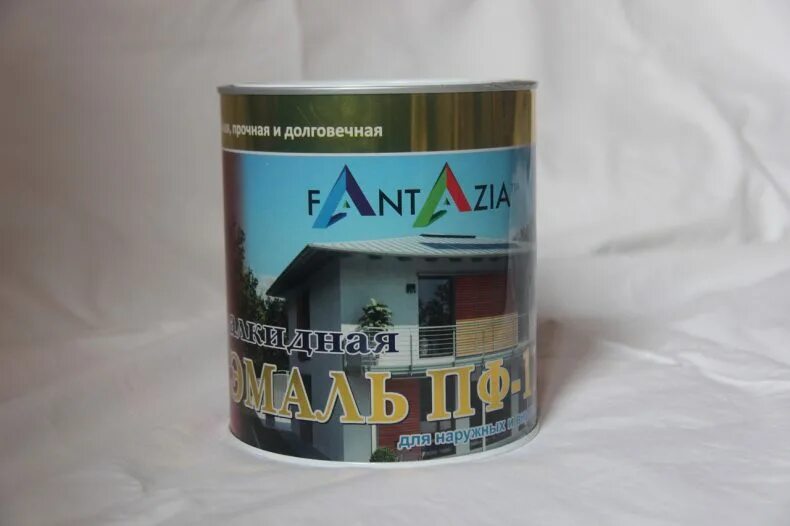 прочная и долговечная
FANTAZIA
алкидная
ЭМАЛЬ ПФ-1
для наружных и